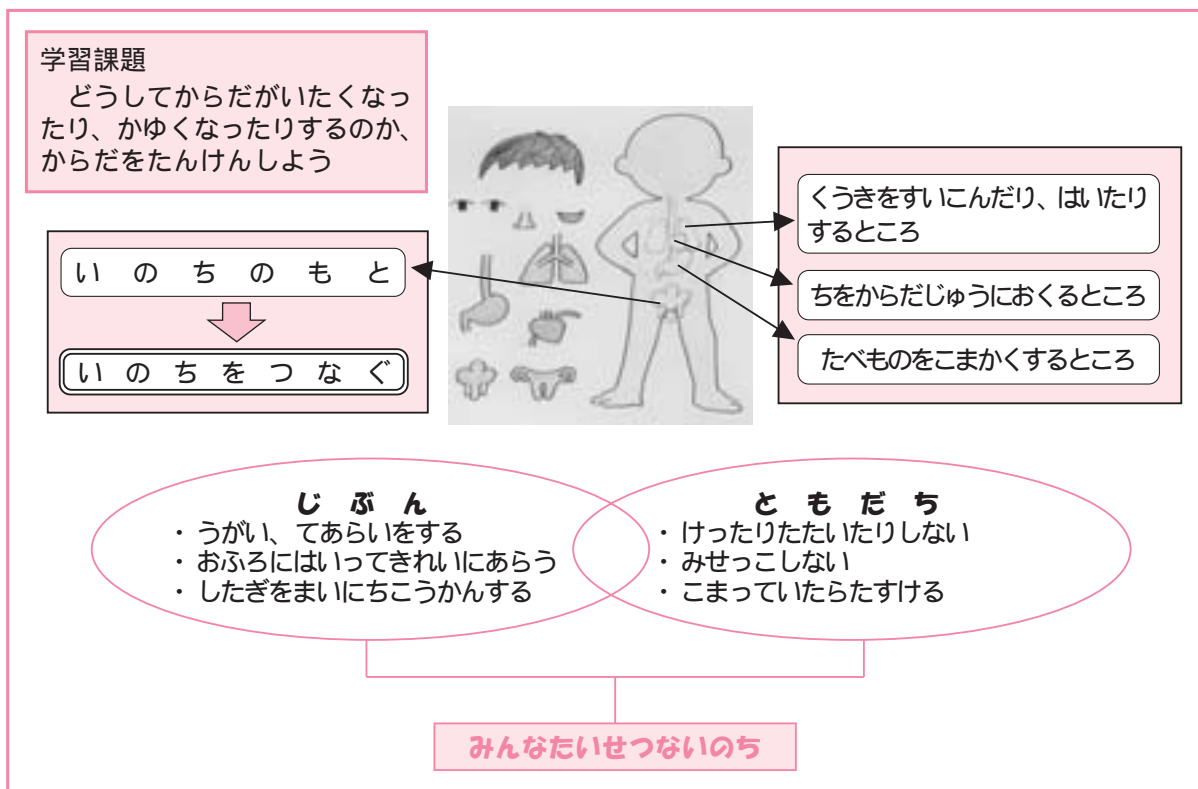 学習課題
どうしてからだがいたくなっ
たり、かゆくなったりするのか、
からだをたんけんしよう
いのちのもと
いのちをつなぐ
くうきをすいこんだり、はいたり
するところ
ちをからだじゅうにおくるところ
たべものをこまかくするところ
じぶん
・うがい、てあらいをする
・おふろにはいってきれいにあらう
・したぎをまいにちこうかんする
ともだち
・けったりたたいたりしない
・みせっこしない
・こまっていたらたすける
みんなたいせつないのち